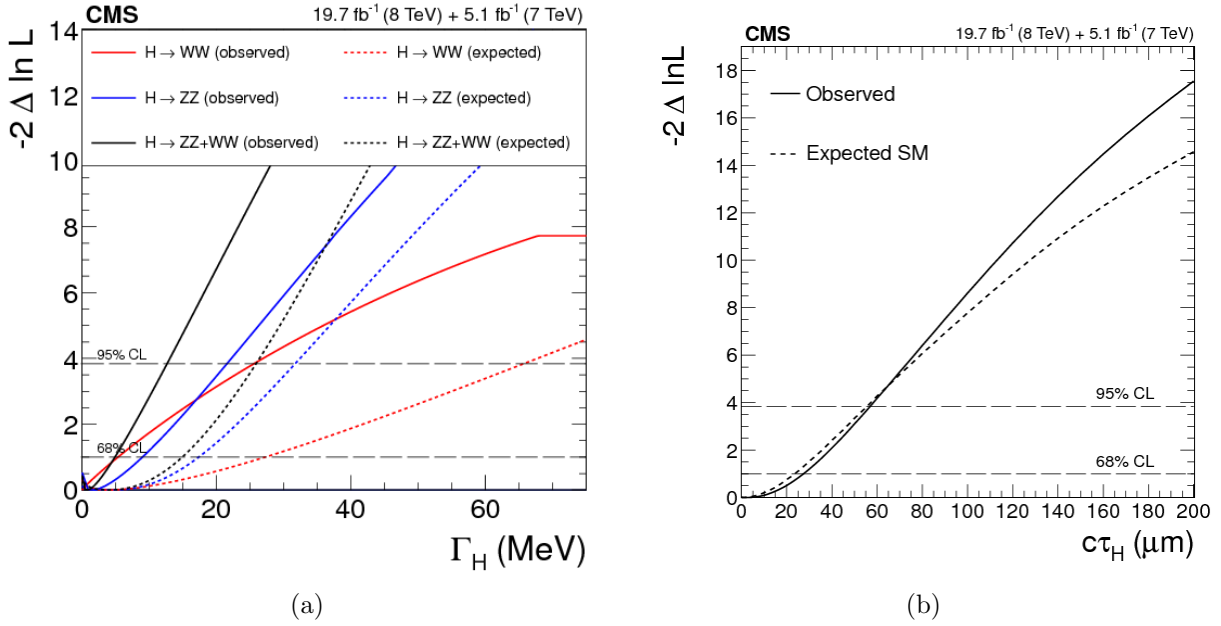 CMS 19.7 fb⁻¹ (8 TeV) + 5.1 fb⁻¹ (7 TeV)
-2 Δ lnL
14
12
10
8
6
4
2
0
H → WW (observed) H → WW (expected)
H → ZZ (observed) H → ZZ (expected)
H → ZZ+WW (observed) H → ZZ+WW (expected)
95% CL
68% CL
0 20 40 60
Γ_H (MeV)
(a)
CMS 19.7 fb⁻¹ (8 TeV) + 5.1 fb⁻¹ (7 TeV)
-2 Δ lnL
18
16
14
12
10
8
6
4
2
0
Observed
Expected SM
95% CL
68% CL
0 20 40 60 80 100 120 140 160 180 200
cτ_H (μm)
(b)